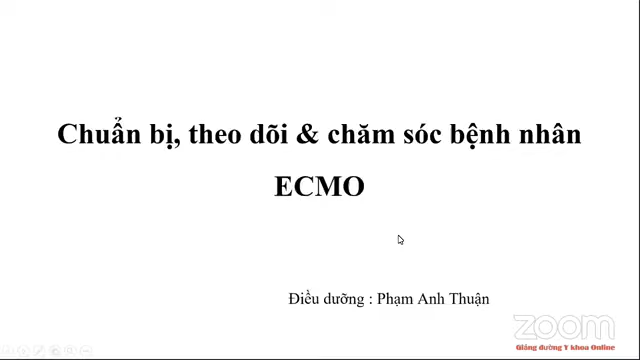 Chuẩn bị, theo dõi & chăm sóc bệnh nhân
ECMO
Điều dưỡng : Phạm Anh Thuận
zoom
Giảng đường Y khoa Online